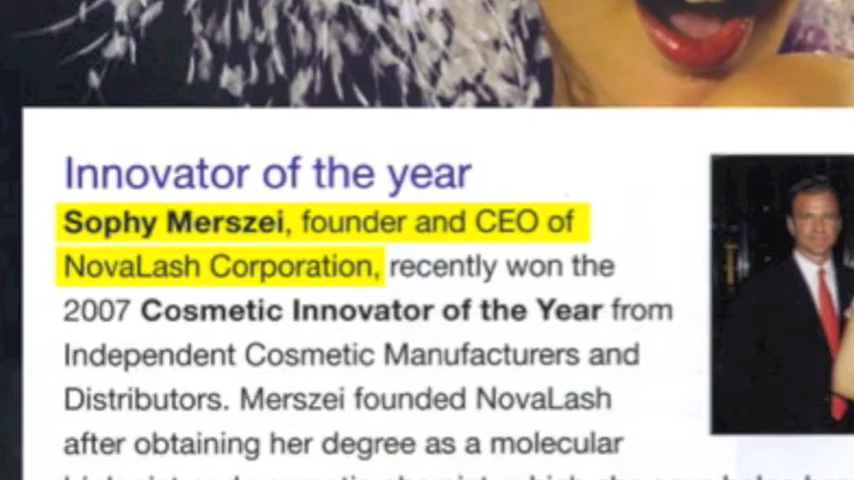 Innovator of the year
Sophy Merszei, founder and CEO of
NovaLash Corporation, recently won the
2007 Cosmetic Innovator of the Year from
Independent Cosmetic Manufacturers and
Distributors. Merszei founded NovaLash
after obtaining her degree as a molecular